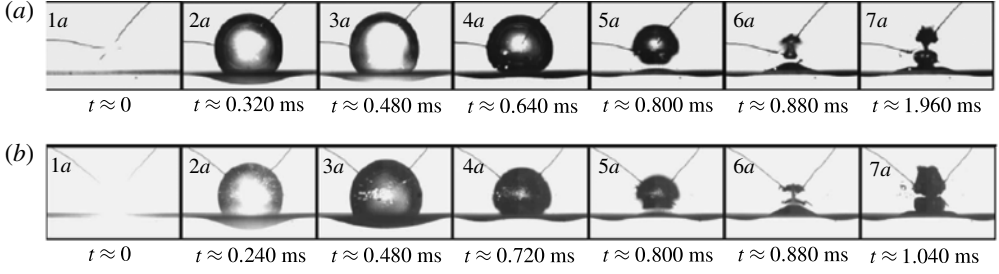 (a) 1a 2a 3a 4a 5a 6a 7a
t ≈ 0 t ≈ 0.320 ms t ≈ 0.480 ms t ≈ 0.640 ms t ≈ 0.800 ms t ≈ 0.880 ms t ≈ 1.960 ms
(b) 1a 2a 3a 4a 5a 6a 7a
t ≈ 0 t ≈ 0.240 ms t ≈ 0.480 ms t ≈ 0.720 ms t ≈ 0.800 ms t ≈ 0.880 ms t ≈ 1.040 ms